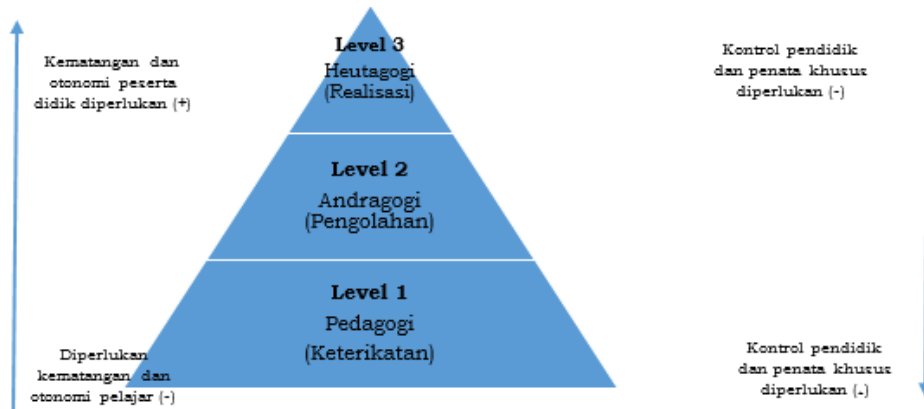 Level 3
Heutagogi
(Realisasi)
Kematangan dan
otonomi peserta
didik diperlukan (+)
Kontrol pendidik
dan penata khusus
diperlukan (-)
Level 2
Andragogi
(Pengolahan)
Level 1
Pedagogi
(Keterikatan)
Diperlukan
kematangan dan
otonomi pelajar (-)
Kontrol pendidik
dan penata khusus
diperlukan (.)